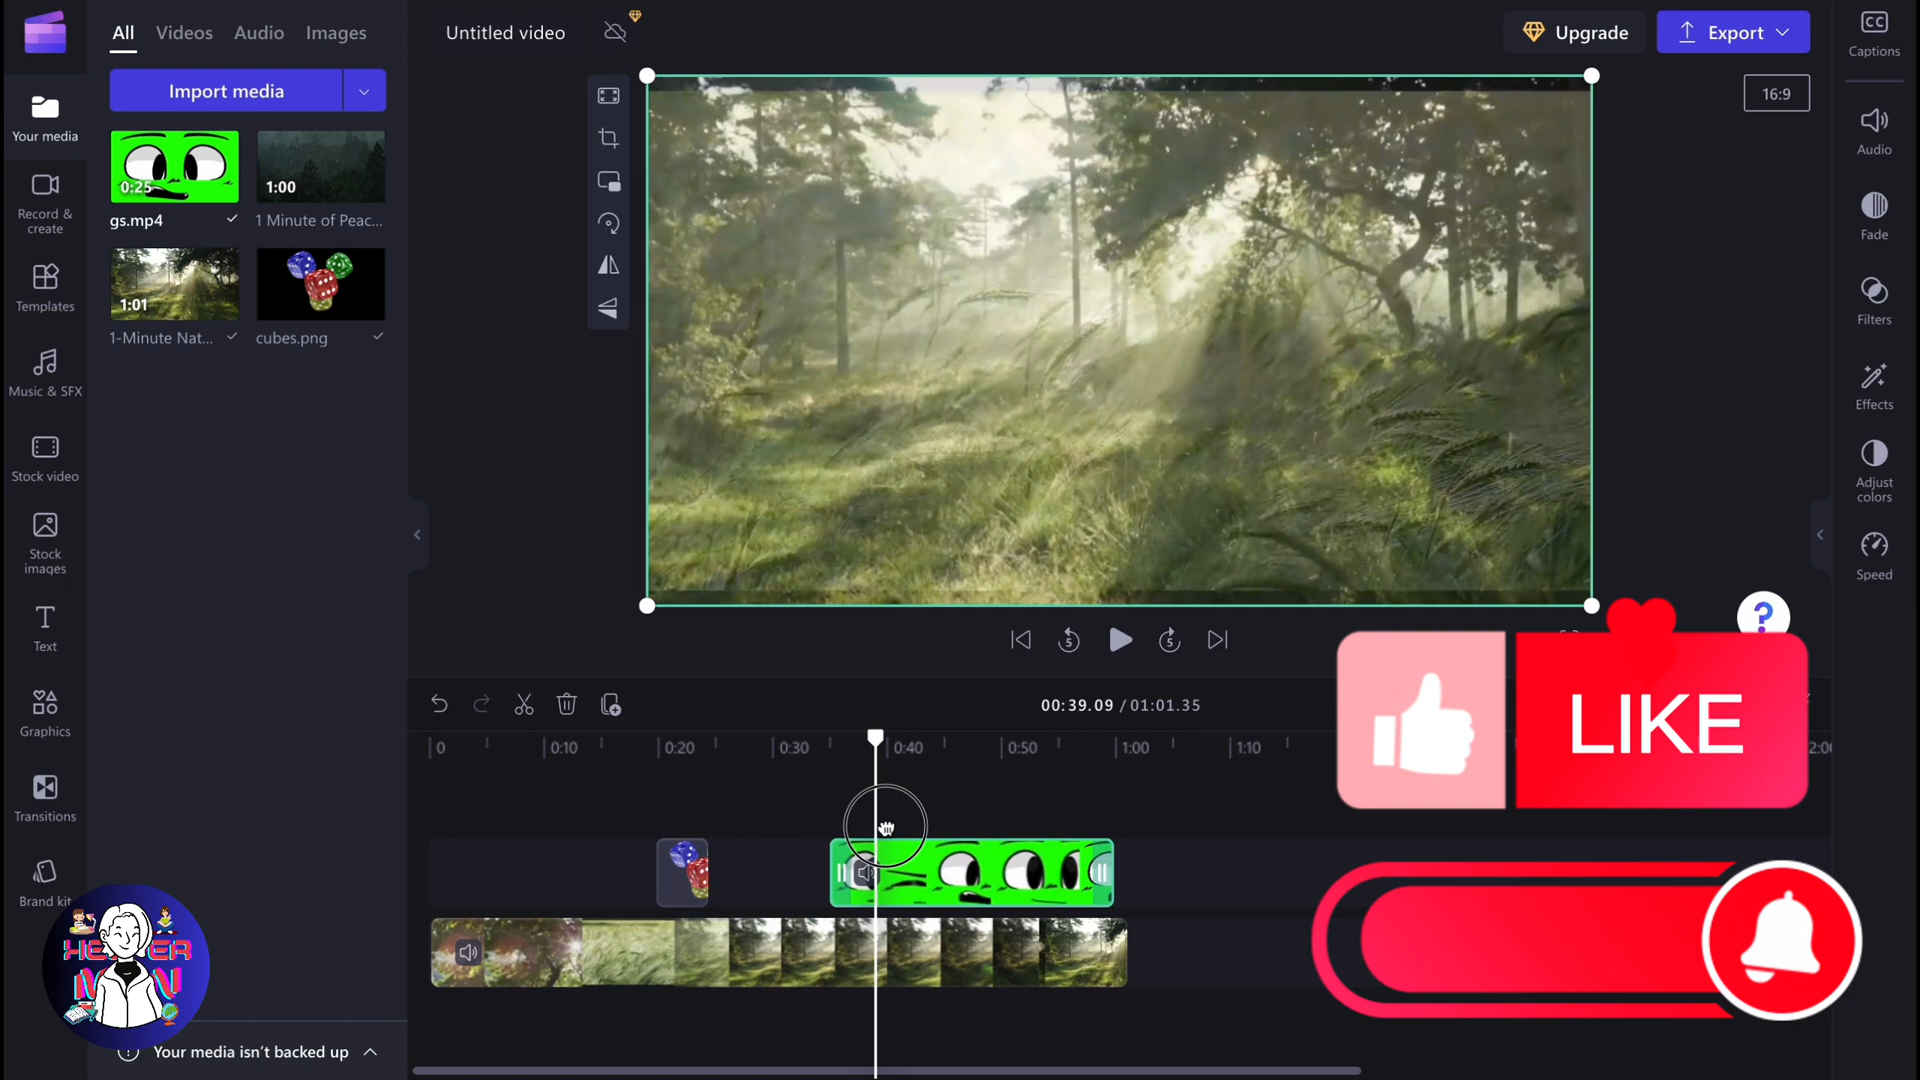 All Videos Audio Images
Untitled video
Upgrade
Export
CC
Captions
Import media
16:9
Your media
0:25
1:00
gs.mp4
1 Minute of Peac...
Audio
Record &
create
Fade
1:01
1-Minute Nat...
cubes.png
Templates
Filters
Music & SFX
Effects
Stock video
Adjust
colors
Stock
images
Speed
T
Text
?
5
5
LIKE
Graphics
00:39.09 / 01:01.35
0 0:10 0:20 0:30 0:40 0:50 1:00 1:10
Transitions
Brand kit
Your media isn't backed up